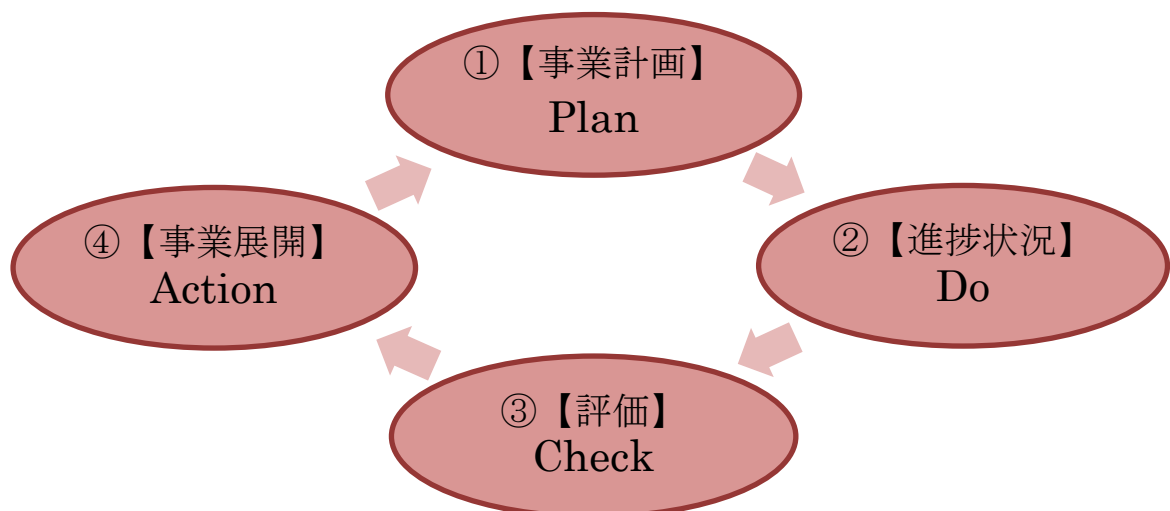 ①【事業計画】
Plan
②【進捗状況】
Do
③【評価】
Check
④【事業展開】
Action